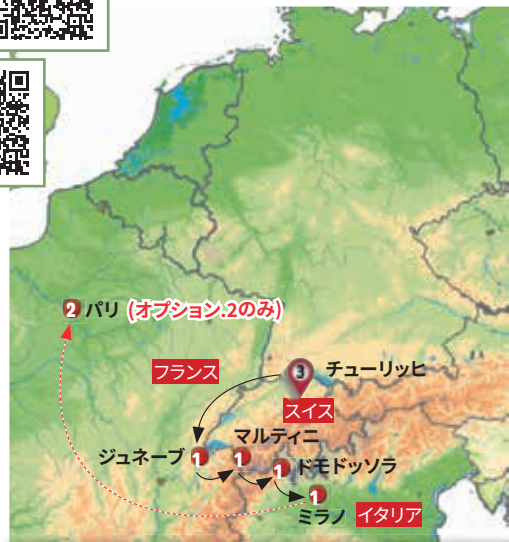 2 パリ (オプション.2のみ)
フランス
3 チューリッヒ
スイス
マルティニ
ジュネーブ
1
1
1 ドモドッソラ
1
ミラノ イタリア